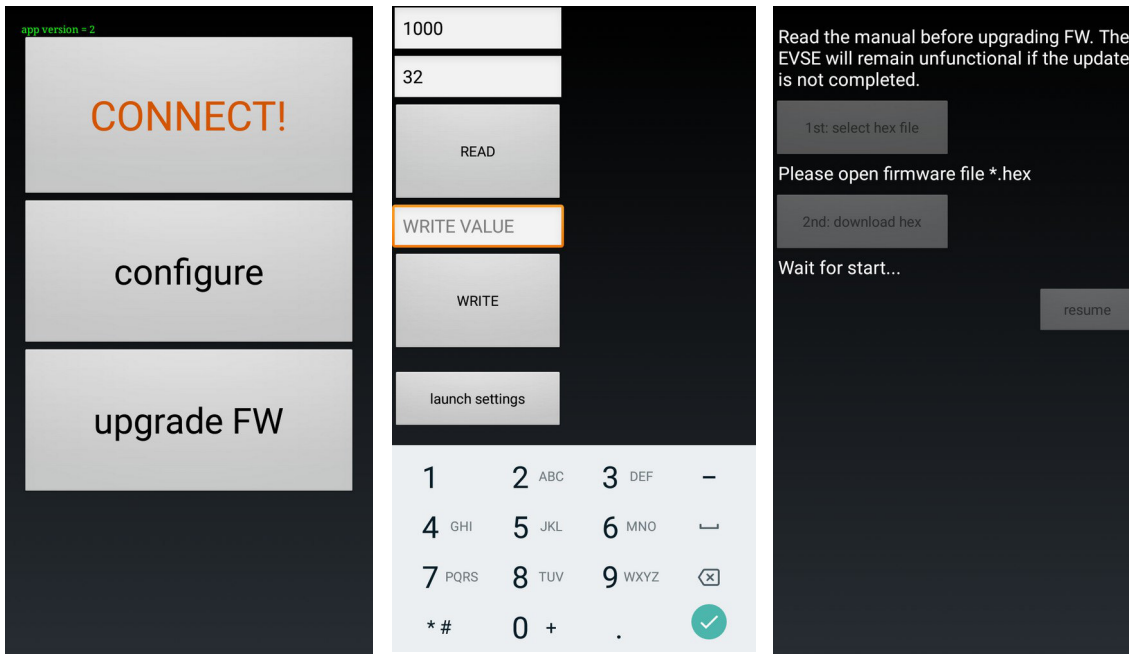 app version = 2
CONNECT!
configure
upgrade FW
1000
32
READ
WRITE VALUE
WRITE
launch settings
1 2 ABC 3 DEF –
4 GHI 5 JKL 6 MNO
7 PQRS 8 TUV 9 WXYZ
* # 0 + .
Read the manual before upgrading FW. The
EVSE will remain unfunctional if the update
is not completed.
1st: select hex file
Please open firmware file *.hex
2nd: download hex
Wait for start...
resume